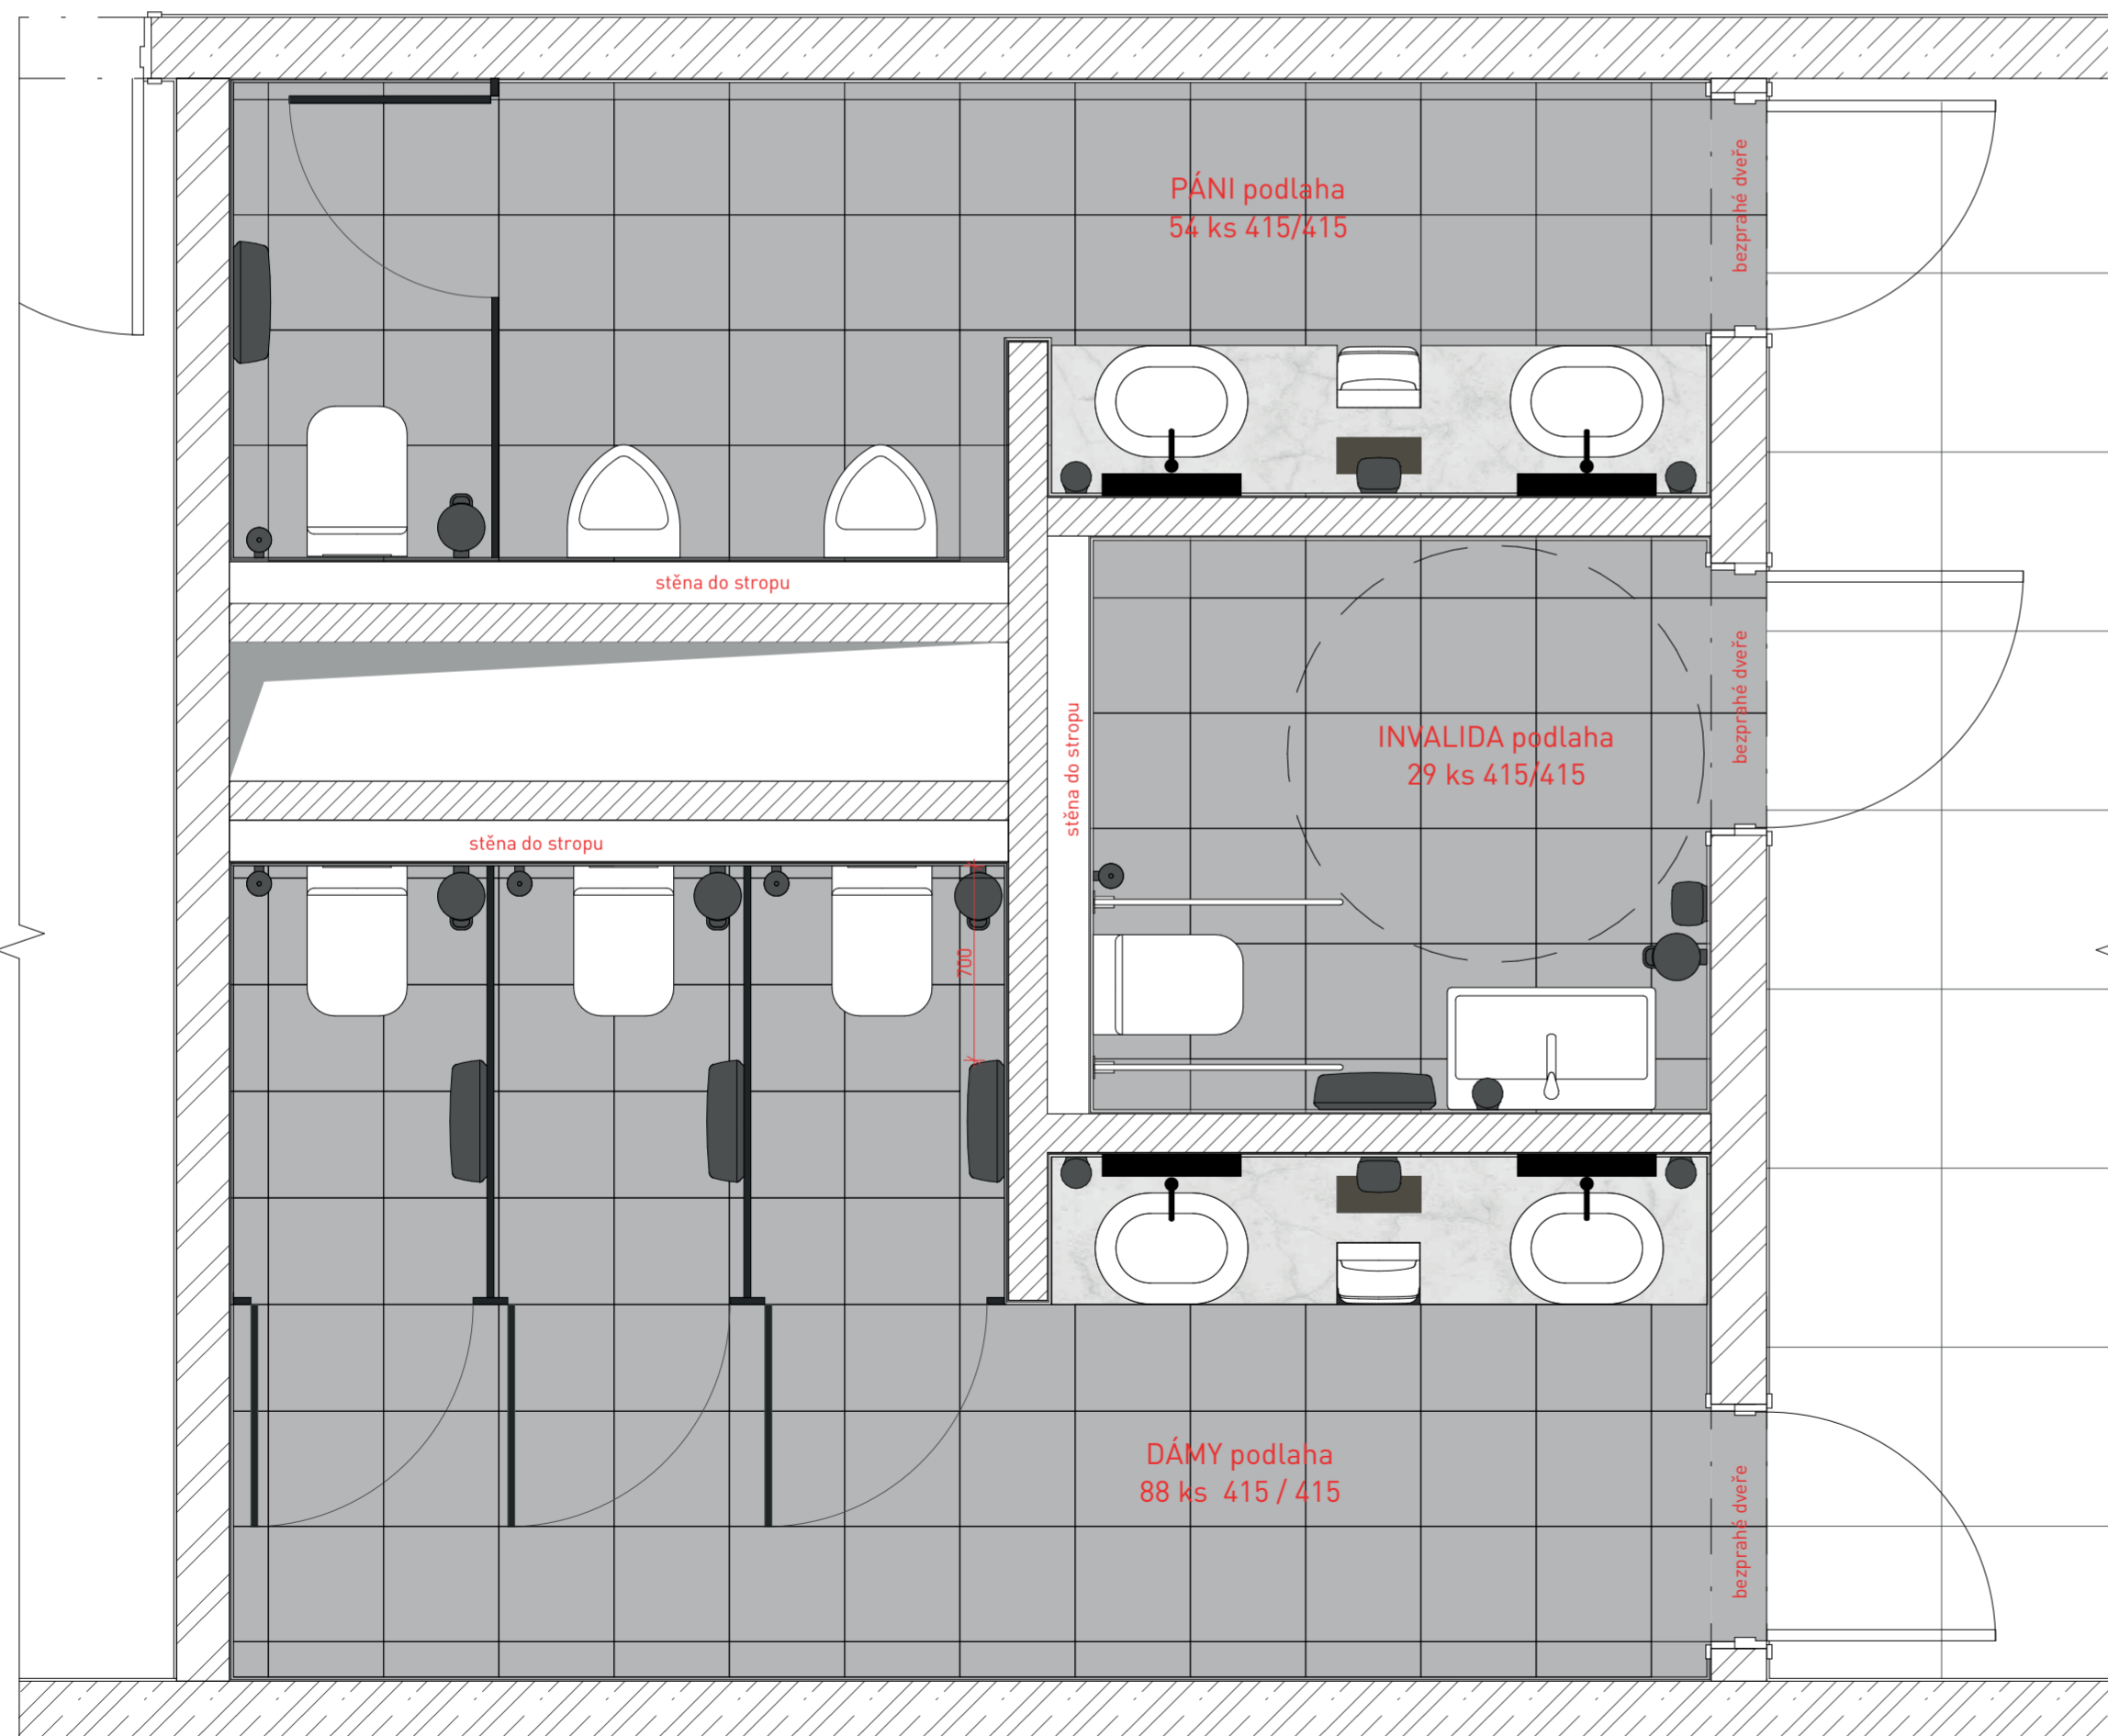 PÁNI podlaha
54 ks 415/415
bezprahé dveře
stěna do stropu
bezprahé dveře
stěna do stropu
INVALIDA podlaha
29 ks 415/415
stěna do stropu
700
DÁMY podlaha
88 ks 415 / 415
bezprahé dveře